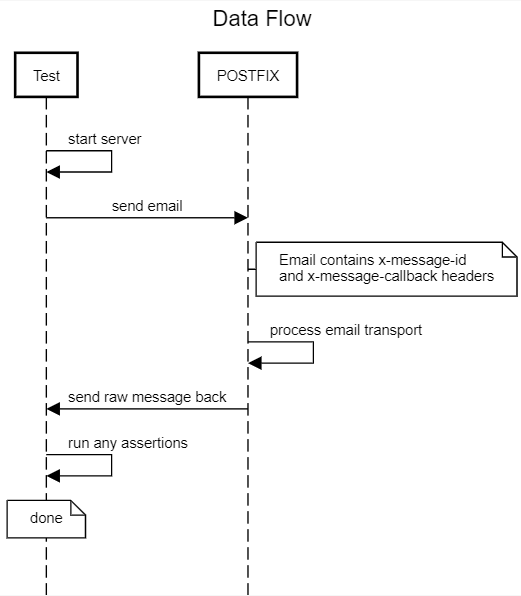 Data Flow
Test
POSTFIX
start server
send email
Email contains x-message-id
and x-message-callback headers
process email transport
send raw message back
run any assertions
done